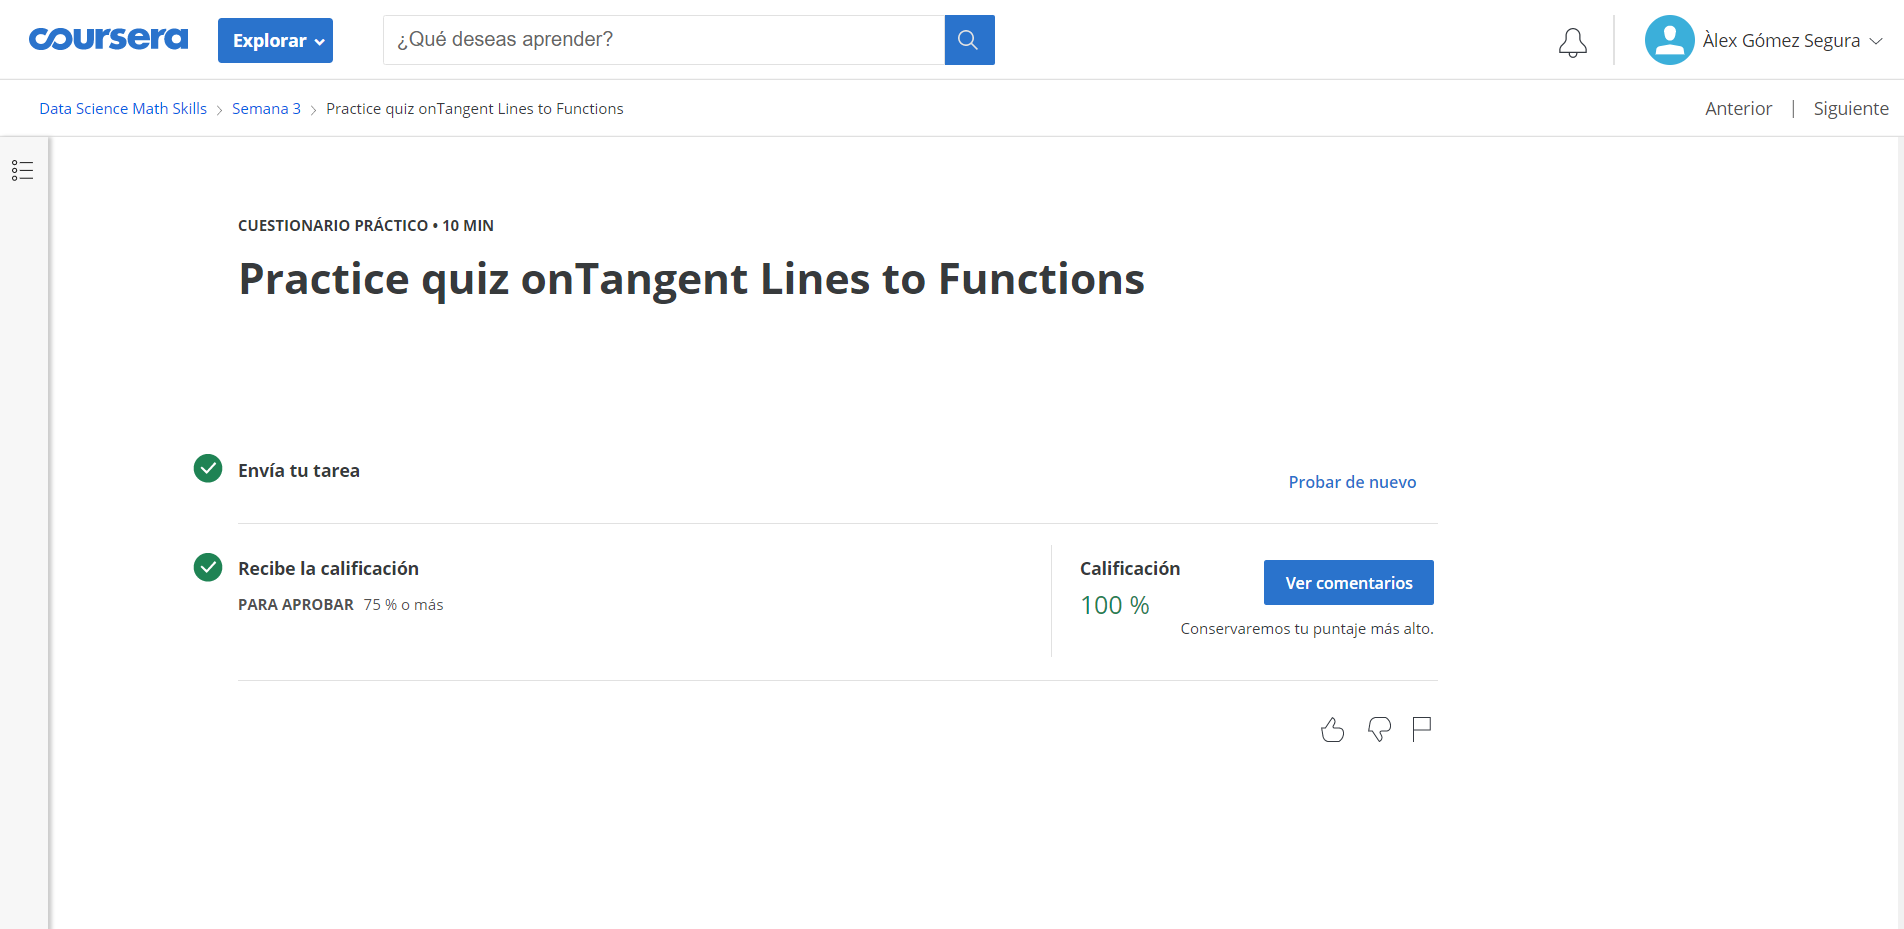 coursera
Explorar
¿Qué deseas aprender?
Àlex Gómez Segura
Data Science Math Skills
Semana 3
Practice quiz onTangent Lines to Functions
Anterior | Siguiente
CUESTIONARIO PRÁCTICO • 10 MIN
Practice quiz onTangent Lines to Functions
Envía tu tarea
Probar de nuevo
Recibe la calificación
PARA APROBAR 75 % o más
Calificación
100 %
Ver comentarios
Conservaremos tu puntaje más alto.